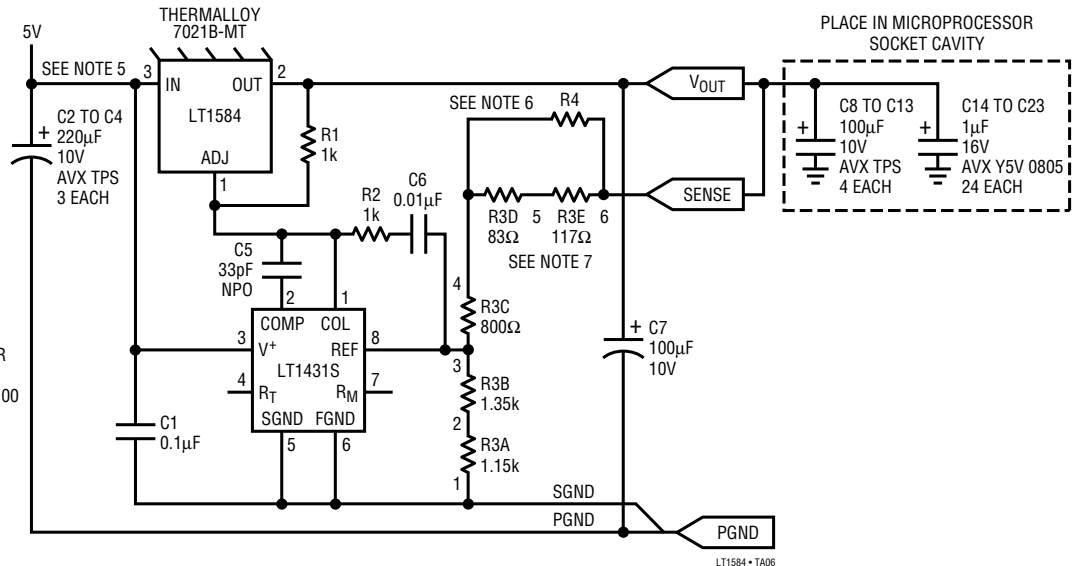 THERMALLOY
7021B-MT
5V
SEE NOTE 5
3
IN
OUT
2
LT1584
ADJ
1
+
C2 TO C4
220µF
10V
AVX TPS
3 EACH
R1
1k
R2
1k
C6
0.01µF
C5
33pF
NPO
2
1
COMP
COL
3
V+
REF
8
LT1431S
4
RT
RM
7
SGND
FGND
5
6
C1
0.1µF
R
00
SEE NOTE 6
R4
R3D
83Ω
5
R3E
117Ω
6
SEE NOTE 7
4
R3C
800Ω
3
R3B
1.35k
2
R3A
1.15k
1
SGND
PGND
+
C7
100µF
10V
VOUT
SENSE
PGND
PLACE IN MICROPROCESSOR
SOCKET CAVITY
+
C8 TO C13
100µF
10V
AVX TPS
4 EACH
+
C14 TO C23
1µF
16V
AVX Y5V 0805
24 EACH
LT1584 • TA06